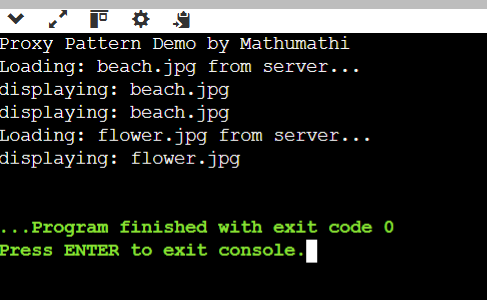 Proxy Pattern Demo by Mathumathi
Loading: beach.jpg from server...
displaying: beach.jpg
displaying: beach.jpg
Loading: flower.jpg from server...
displaying: flower.jpg
...Program finished with exit code 0
Press ENTER to exit console.